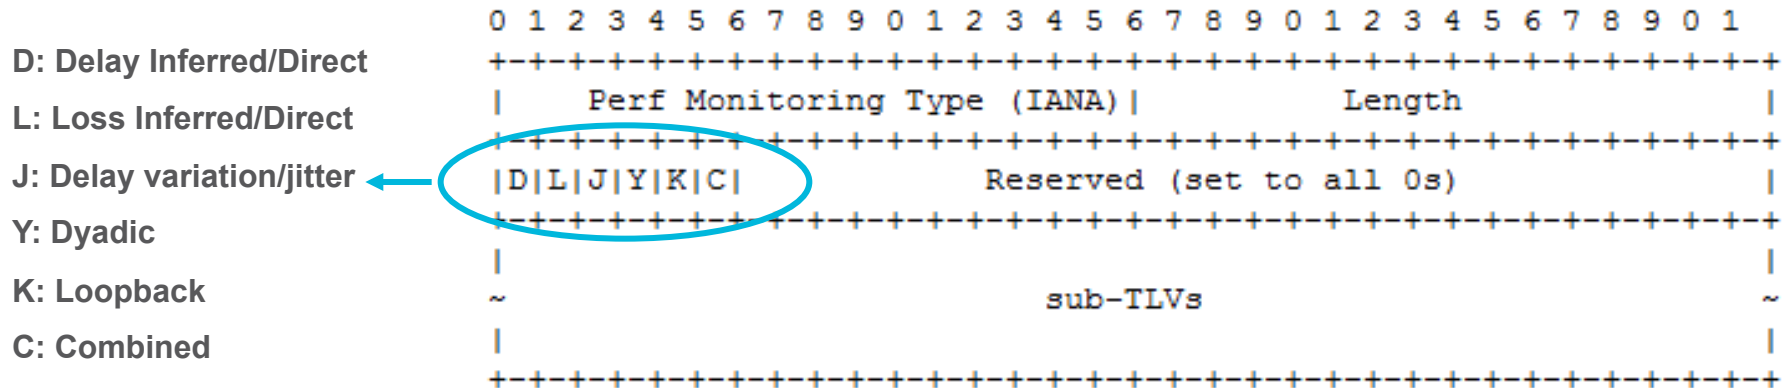 D: Delay Inferred/Direct
L: Loss Inferred/Direct
J: Delay variation/jitter
Y: Dyadic
K: Loopback
C: Combined
0 1 2 3 4 5 6 7 8 9 0 1 2 3 4 5 6 7 8 9 0 1 2 3 4 5 6 7 8 9 0 1
+-+-+-+-+-+-+-+-+-+-+-+-+-+-+-+-+-+-+-+-+-+-+-+-+-+-+-+-+-+-+-+-+
|    Perf Monitoring Type (IANA)|          Length               |
+-+-+-+-+-+-+-+-+-+-+-+-+-+-+-+-+-+-+-+-+-+-+-+-+-+-+-+-+-+-+-+-+
|D|L|J|Y|K|C|            Reserved (set to all 0s)               |
+-+-+-+-+-+-+-+-+-+-+-+-+-+-+-+-+-+-+-+-+-+-+-+-+-+-+-+-+-+-+-+-+
|                                                               |
~                           sub-TLVs                            ~
|                                                               |
+-+-+-+-+-+-+-+-+-+-+-+-+-+-+-+-+-+-+-+-+-+-+-+-+-+-+-+-+-+-+-+-+